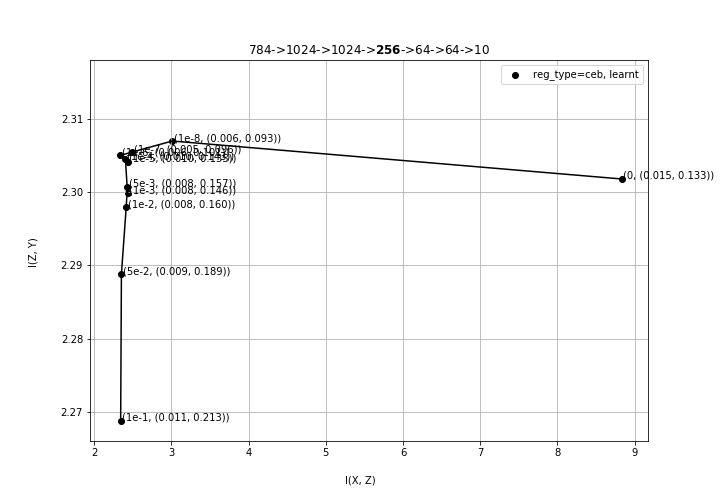 784->1024->1024->256->64->64->10
reg_type=ceb, learnt
2.31
(1e-8, (0.006, 0.093))
2.30
(0, (0.015, 0.133))
(5e-3, (0.008, 0.157))
(1e-3, (0.008, 0.146))
(1e-2, (0.008, 0.160))
I(Z, Y)
2.29
(5e-2, (0.009, 0.189))
2.28
2.27
(1e-1, (0.011, 0.213))
2 3 4 5 6 7 8 9
I(X, Z)